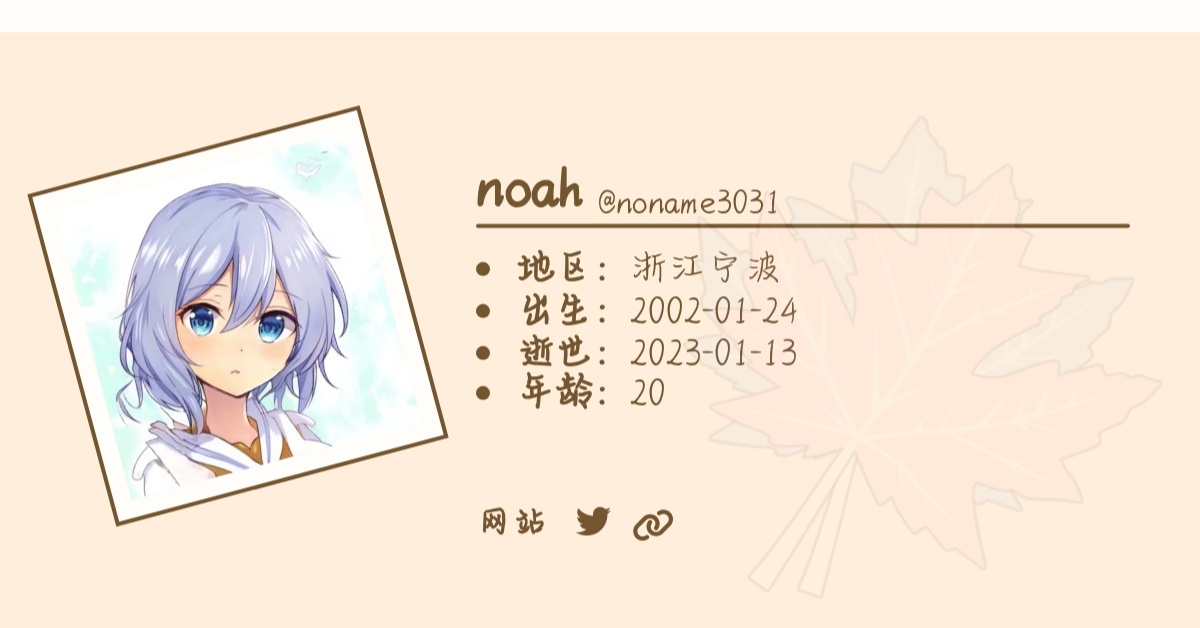 noah @noname3031
地区：浙江宁波
出生：2002-01-24
逝世：2023-01-13
年龄：20
网站